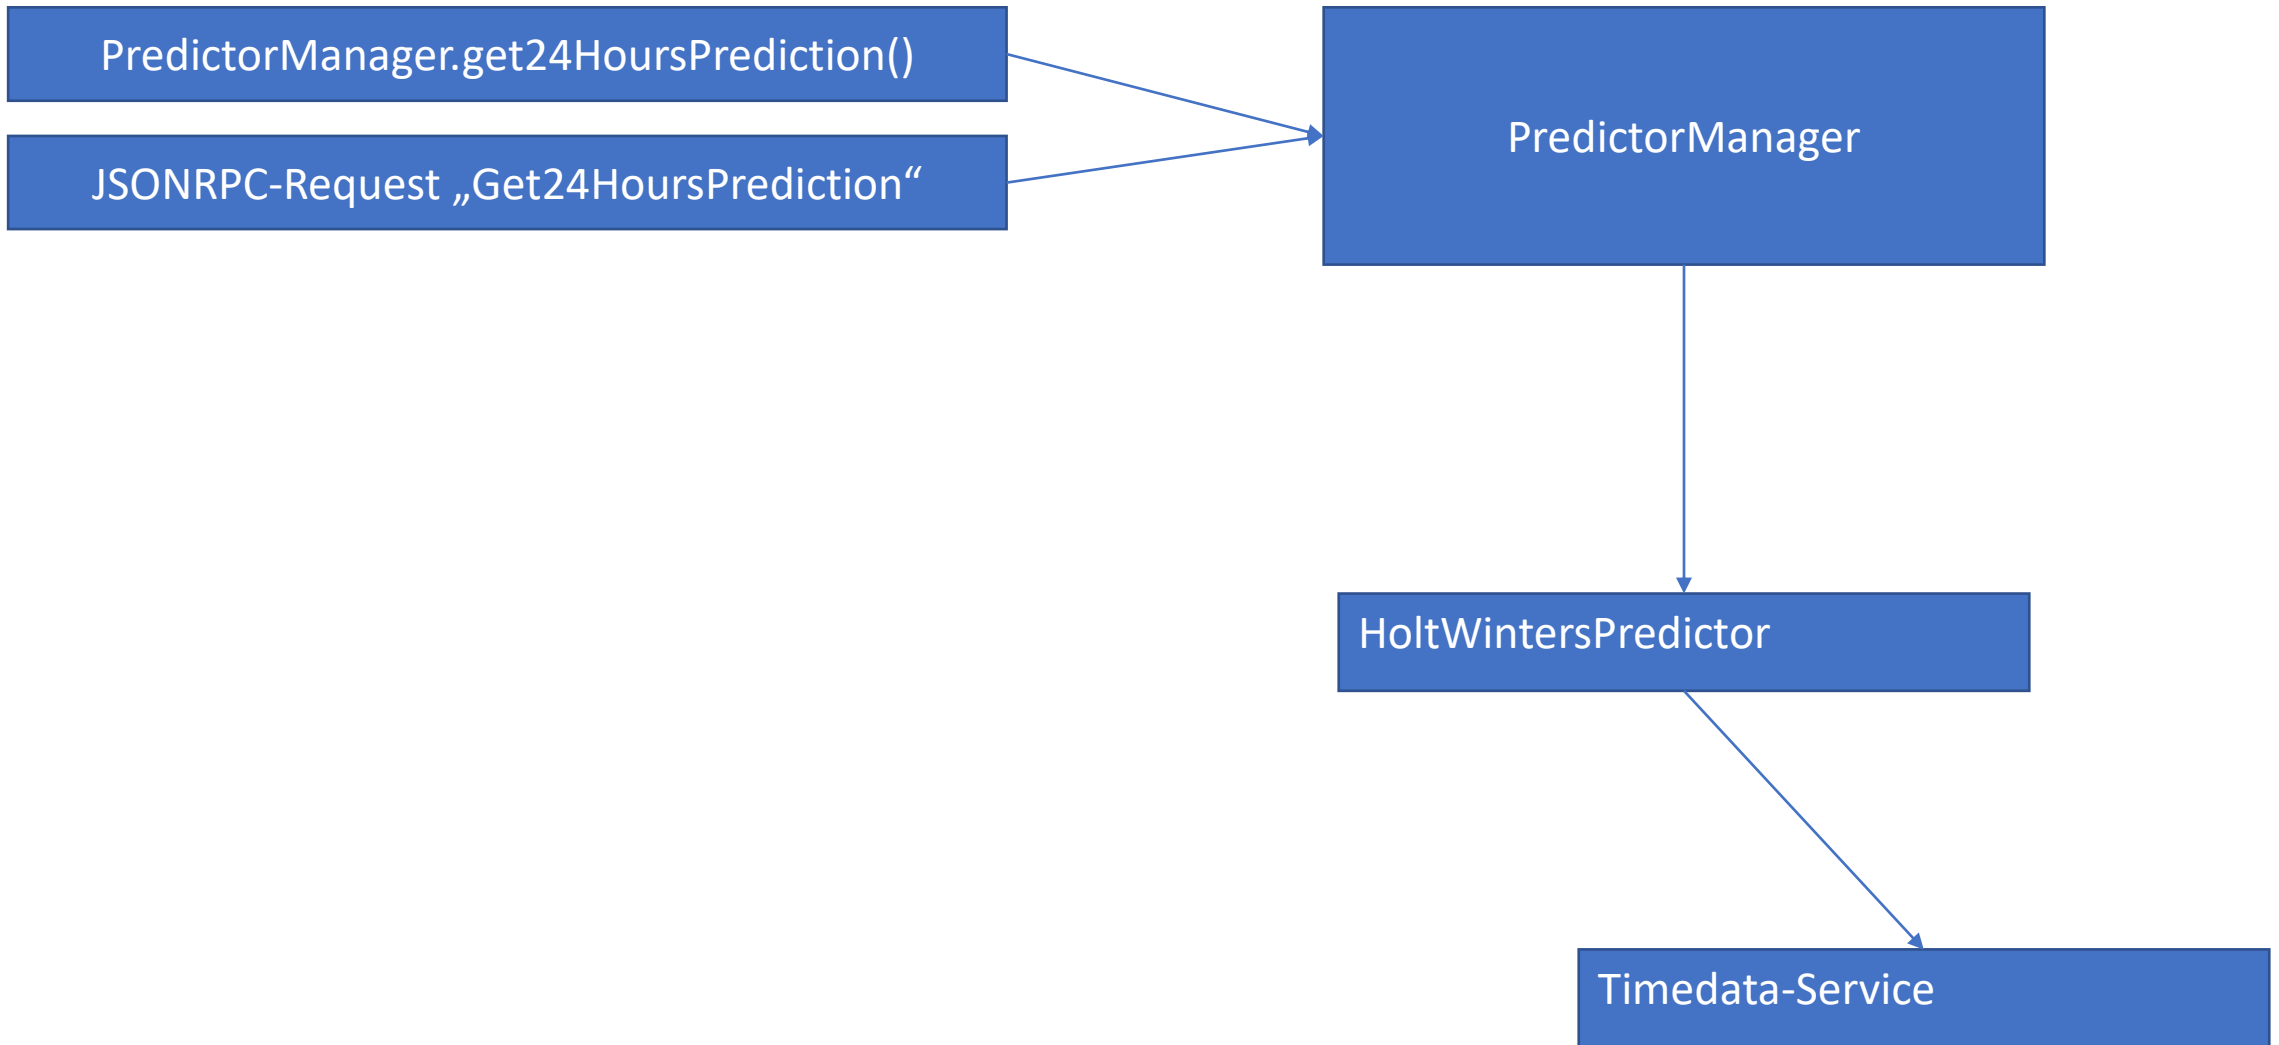 PredictorManager.get24HoursPrediction()
JSONRPC-Request „Get24HoursPrediction“
PredictorManager
HoltWintersPredictor
Timedata-Service